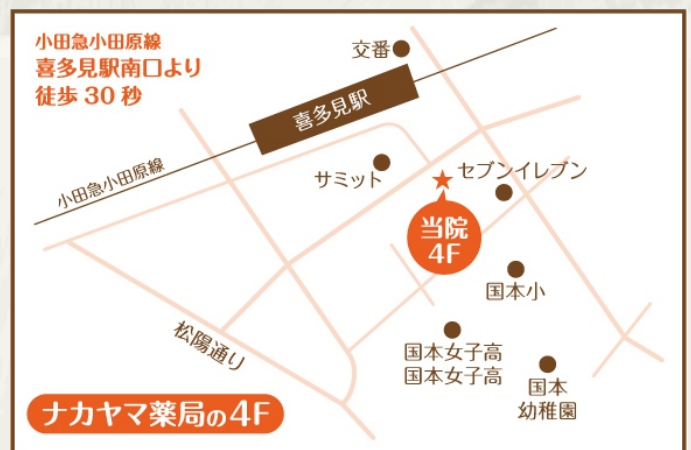 小田急小田原線
喜多見駅南口より
徒歩 30 秒
交番
喜多見駅
小田急小田原線
サミット
セブンイレブン
当院
4F
国本小
松陽通り
国本女子高
国本女子高
国本
幼稚園
ナカヤマ薬局の4F